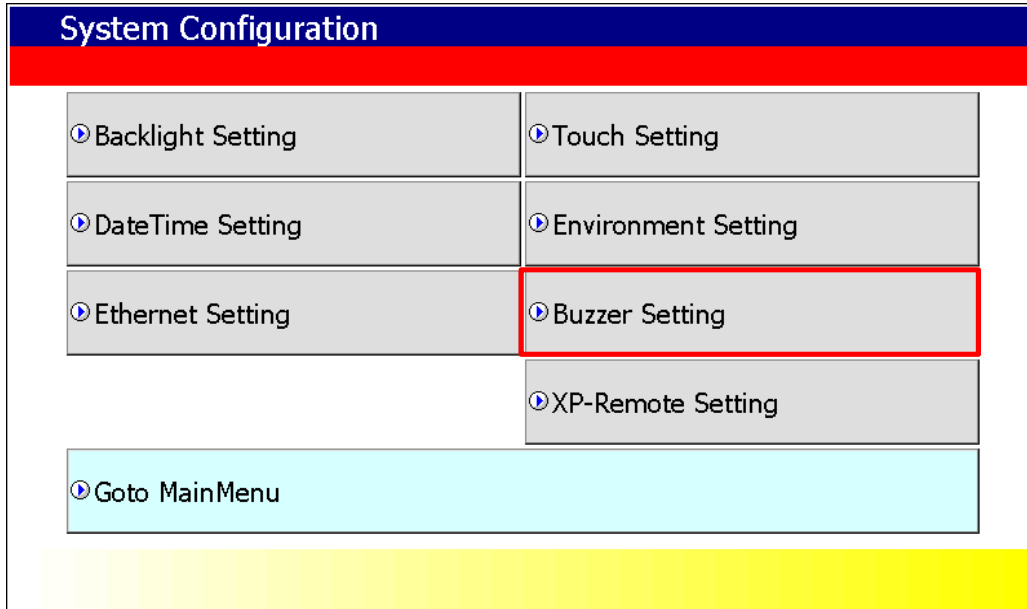 System Configuration
Backlight Setting
Touch Setting
DateTime Setting
Environment Setting
Ethernet Setting
Buzzer Setting
XP-Remote Setting
Goto MainMenu